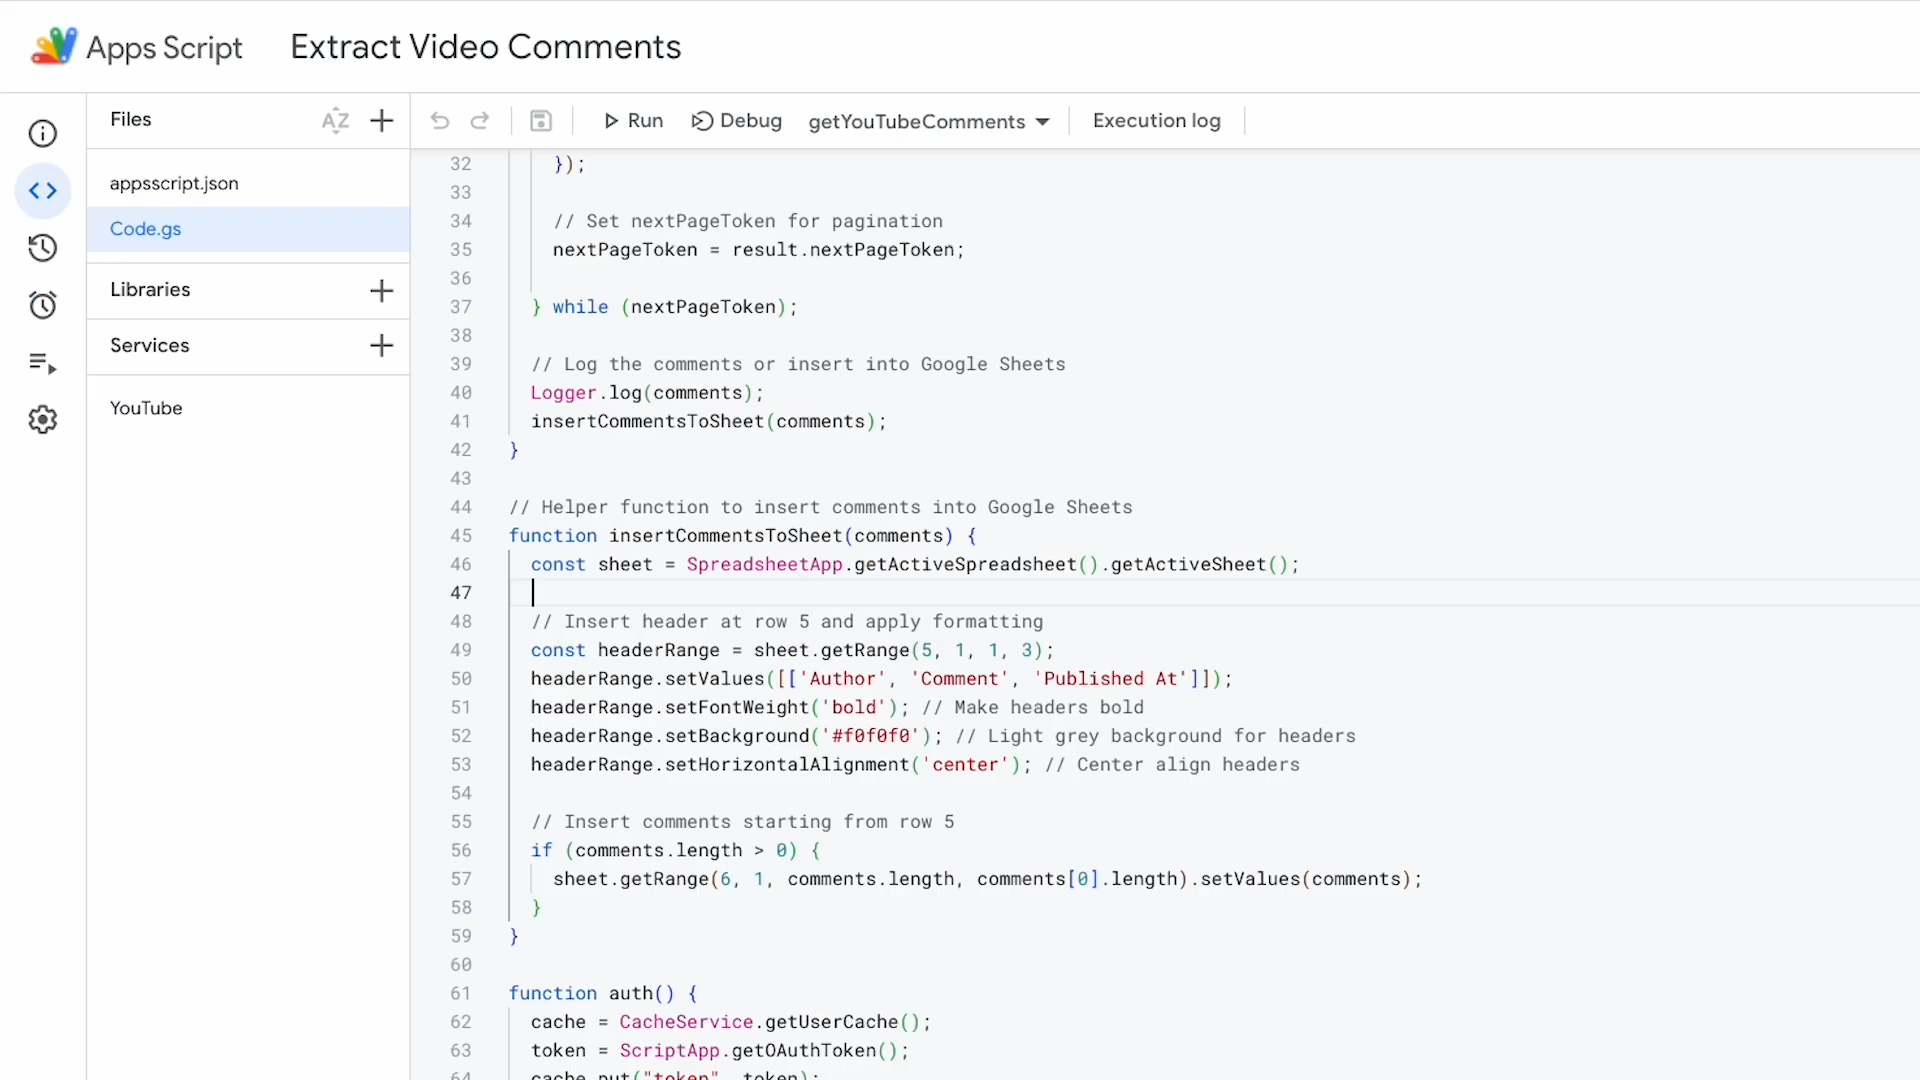 Apps Script Extract Video Comments
Files AZ
Run Debug getYouTubeComments Execution log
appsscript.json
Code.gs
Libraries
Services
YouTube
32 });
33
34 // Set nextPageToken for pagination
35 nextPageToken = result.nextPageToken;
36
37 } while (nextPageToken);
38
39 // Log the comments or insert into Google Sheets
40 Logger.log(comments);
41 insertCommentsToSheet(comments);
42 }
43
44 // Helper function to insert comments into Google Sheets
45 function insertCommentsToSheet(comments) {
46 const sheet = SpreadsheetApp.getActiveSpreadsheet().getActiveSheet();
47
48 // Insert header at row 5 and apply formatting
49 const headerRange = sheet.getRange(5, 1, 1, 3);
50 headerRange.setValues([['Author', 'Comment', 'Published At']]);
51 headerRange.setFontWeight('bold'); // Make headers bold
52 headerRange.setBackground('#f0f0f0'); // Light grey background for headers
53 headerRange.setHorizontalAlignment('center'); // Center align headers
54
55 // Insert comments starting from row 5
56 if (comments.length > 0) {
57 sheet.getRange(6, 1, comments.length, comments[0].length).setValues(comments);
58 }
59 }
60
61 function auth() {
62 cache = CacheService.getUserCache();
63 token = ScriptApp.getOAuthToken();
64 cache.put("token", token);